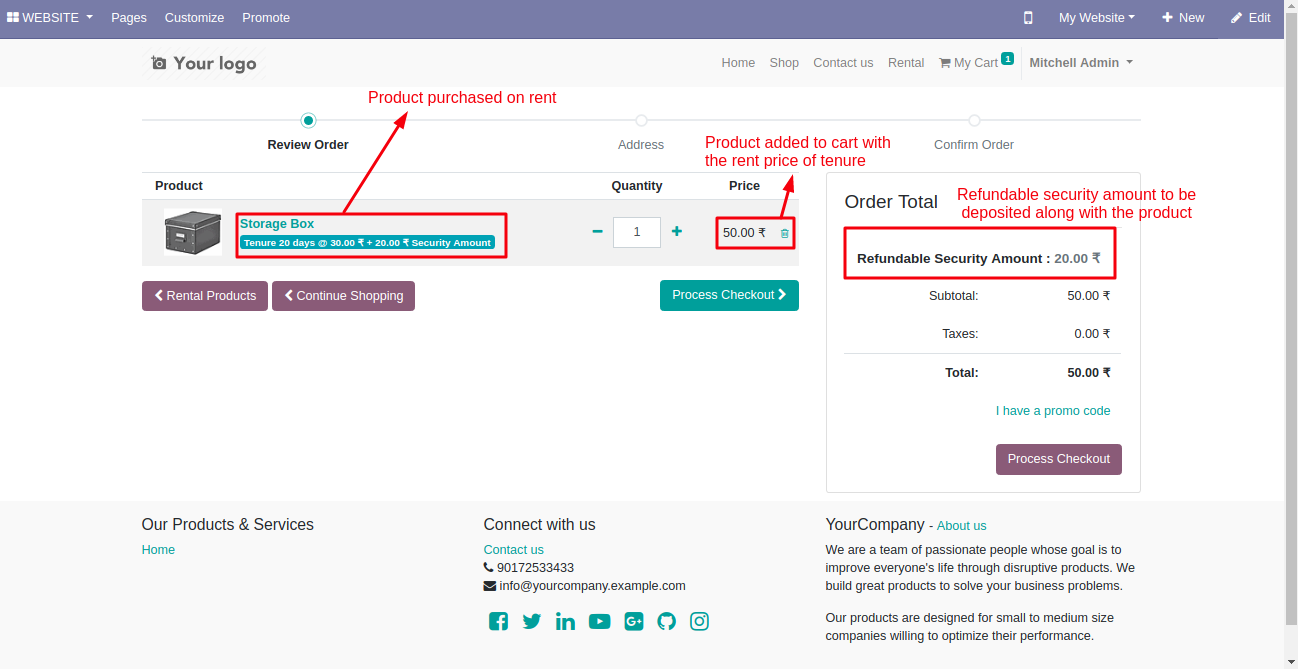 WEBSITE Pages Customize Promote My Website New Edit
Your logo Home Shop Contact us Rental My Cart 1 Mitchell Admin
Product purchased on rent
Review Order Address Confirm Order
Product added to cart with
the rent price of tenure
Product Quantity Price
Storage Box
Tenure 20 days @ 30.00 ₹ + 20.00 ₹ Security Amount
1 50.00 ₹
Rental Products Continue Shopping Process Checkout
Order Total
Refundable security amount to be
deposited along with the product
Refundable Security Amount : 20.00 ₹
Subtotal: 50.00 ₹
Taxes: 0.00 ₹
Total: 50.00 ₹
I have a promo code
Process Checkout
Our Products & Services
Home
Connect with us
Contact us
90172533433
info@yourcompany.example.com
YourCompany - About us
We are a team of passionate people whose goal is to
improve everyone's life through disruptive products. We
build great products to solve your business problems.
Our products are designed for small to medium size
companies willing to optimize their performance.